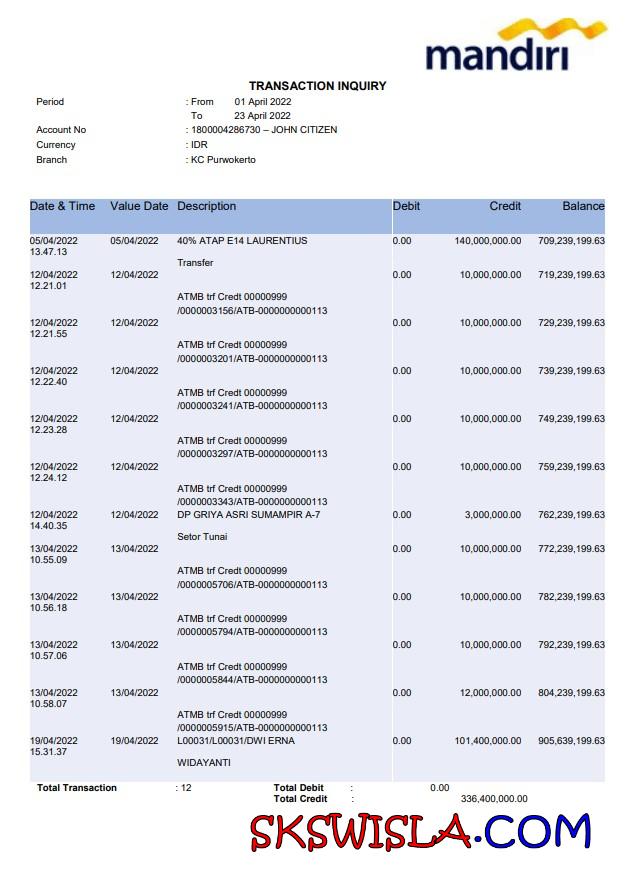 mandiri
TRANSACTION INQUIRY
Period : From 01 April 2022
To 23 April 2022
Account No : 1800004286730 – JOHN CITIZEN
Currency : IDR
Branch : KC Purwokerto
Date & Time Value Date Description Debit Credit Balance
05/04/2022 05/04/2022 40% ATAP E14 LAURENTIUS 0.00 140,000,000.00 709,239,199.63
13.47.13
Transfer
12/04/2022 12/04/2022 0.00 10,000,000.00 719,239,199.63
12.21.01
ATMB trf Credt 00000999
/0000003156/ATB-0000000000113
12/04/2022 12/04/2022 0.00 10,000,000.00 729,239,199.63
12.21.55
ATMB trf Credt 00000999
/0000003201/ATB-0000000000113
12/04/2022 12/04/2022 0.00 10,000,000.00 739,239,199.63
12.22.40
ATMB trf Credt 00000999
/0000003241/ATB-0000000000113
12/04/2022 12/04/2022 0.00 10,000,000.00 749,239,199.63
12.23.28
ATMB trf Credt 00000999
/0000003297/ATB-0000000000113
12/04/2022 12/04/2022 0.00 10,000,000.00 759,239,199.63
12.24.12
ATMB trf Credt 00000999
/0000003343/ATB-0000000000113
12/04/2022 12/04/2022 DP GRIYA ASRI SUMAMPIR A-7 0.00 3,000,000.00 762,239,199.63
14.40.35
Setor Tunai
13/04/2022 13/04/2022 0.00 10,000,000.00 772,239,199.63
10.55.09
ATMB trf Credt 00000999
/0000005706/ATB-0000000000113
13/04/2022 13/04/2022 0.00 10,000,000.00 782,239,199.63
10.56.18
ATMB trf Credt 00000999
/0000005794/ATB-0000000000113
13/04/2022 13/04/2022 0.00 10,000,000.00 792,239,199.63
10.57.06
ATMB trf Credt 00000999
/0000005844/ATB-0000000000113
13/04/2022 13/04/2022 0.00 12,000,000.00 804,239,199.63
10.58.07
ATMB trf Credt 00000999
/0000005915/ATB-0000000000113
19/04/2022 19/04/2022 L00031/L00031/DWI ERNA 0.00 101,400,000.00 905,639,199.63
15.31.37
WIDAYANTI
Total Transaction : 12 Total Debit : 0.00
Total Credit : 336,400,000.00
SKSWISLA.COM